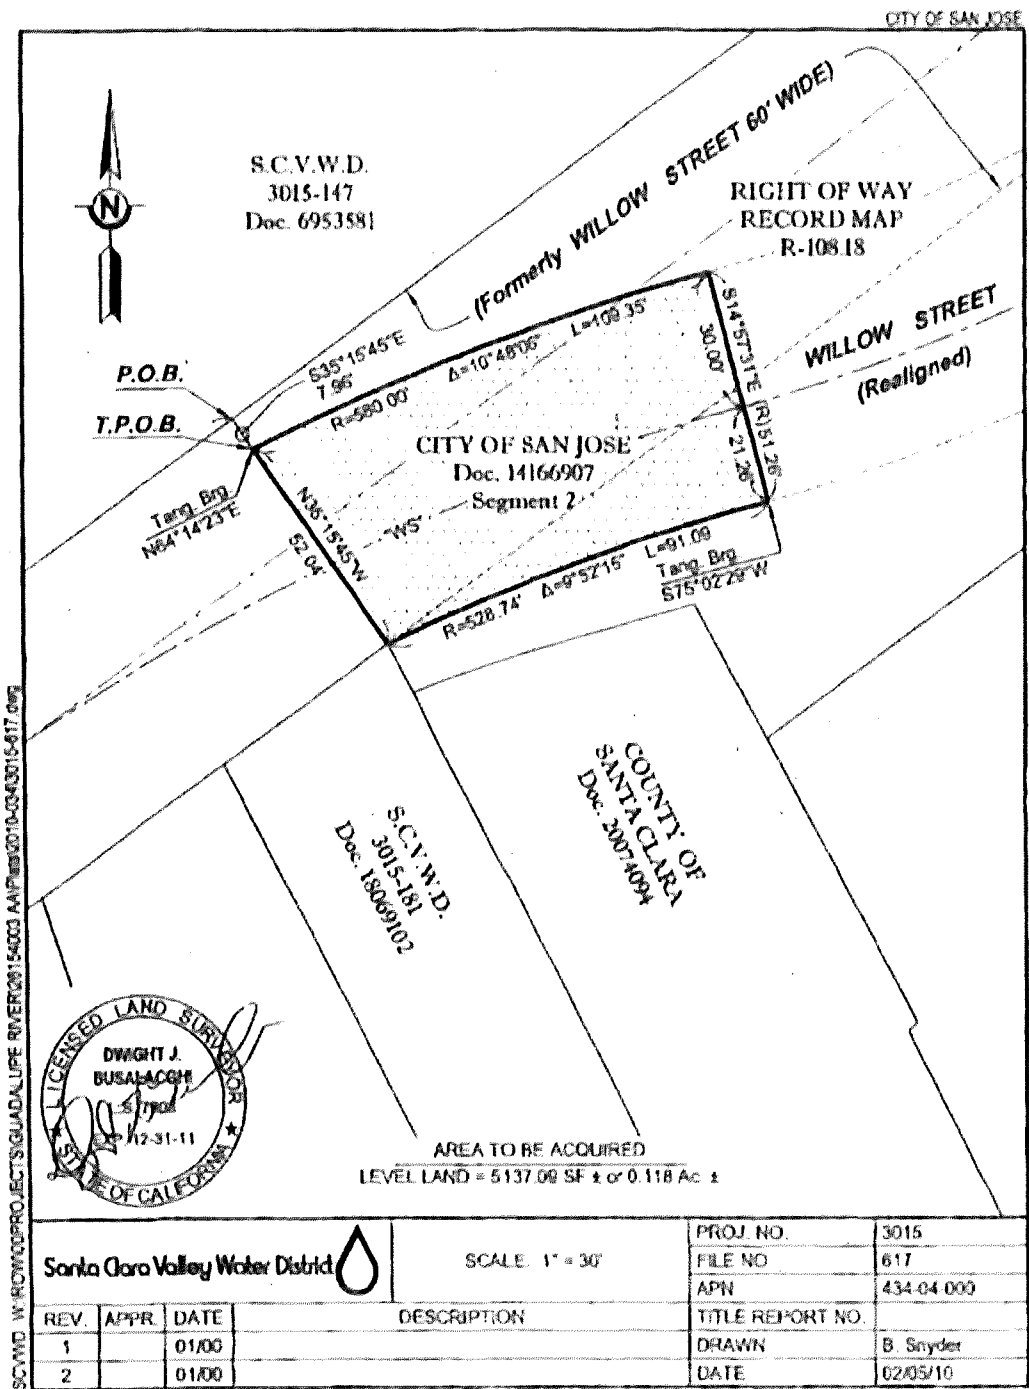 CITY OF SAN JOSE
S.C.V.W.D.
3015-147
Doc. 6953581
N
(Formerly WILLOW STREET 60' WIDE)
RIGHT OF WAY
RECORD MAP
R-108.18
WILLOW STREET
(Realigned)
P.O.B.
T.P.O.B.
S35°15'45"E
7.96'
R=580.00'
Δ=10°48'06"
L=109.35'
S14°57'31"E (R) 51.26'
30.00'
21.26'
CITY OF SAN JOSE
Doc. 14166907
Segment 2
Tang. Brg.
N64°14'23"E
N35°15'45"W
52.04'
"WS"
R=528.74'
Δ=9°52'15"
L=91.09
Tang. Brg
S75°02'29"W
COUNTY OF
SANTA CLARA
Doc. 20074094
S.C.V.W.D.
3015-181
Doc. 18069102
LICENSED LAND SURVEYOR
DWIGHT J.
BUSALACCHI
EXP. 12-31-11
STATE OF CALIFORNIA
AREA TO BE ACQUIRED
LEVEL LAND = 5137.09 SF ± or 0.118 Ac ±
Santa Clara Valley Water District
SCALE 1" = 30'
PROJ. NO. 3015
FILE NO 617
APN 434-04-000
REV. APPR. DATE DESCRIPTION TITLE REPORT NO.
1 01/00 DRAWN B. Snyder
2 01/00 DATE 02/05/10